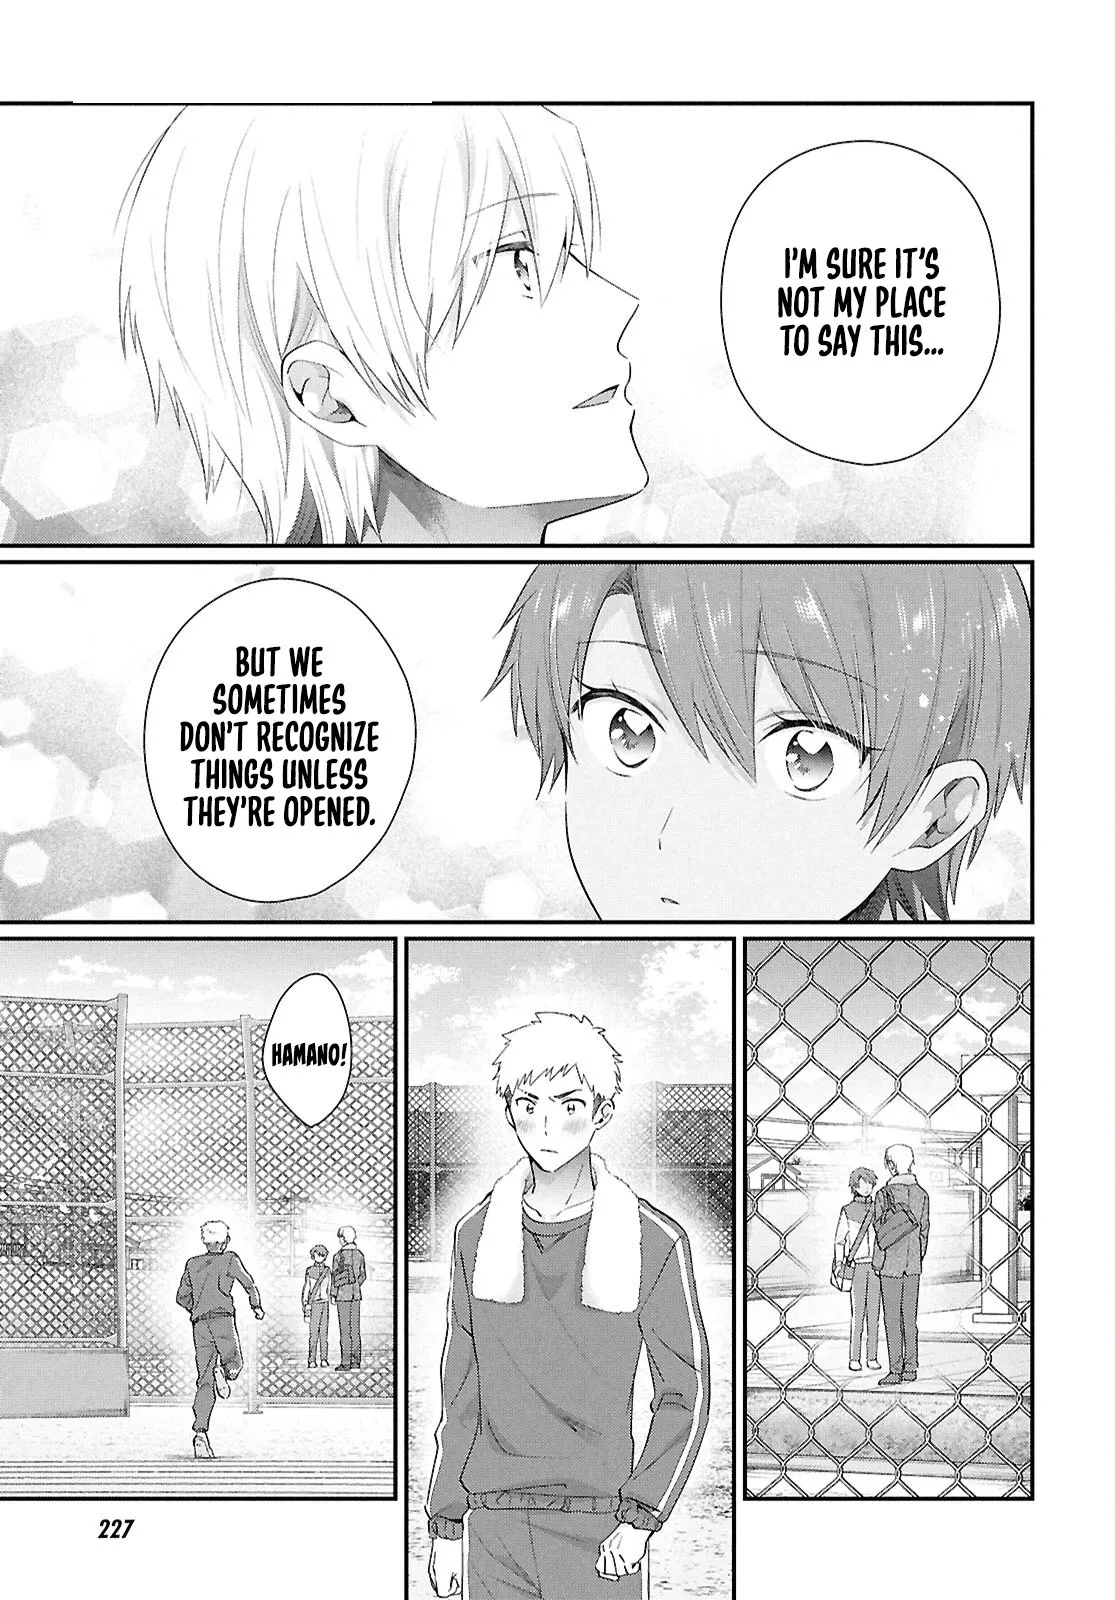 I'M SURE IT'S
NOT MY PLACE
TO SAY THIS...
BUT WE
SOMETIMES
DON'T RECOGNIZE
THINGS UNLESS
THEY'RE OPENED.
HAMANO!
227